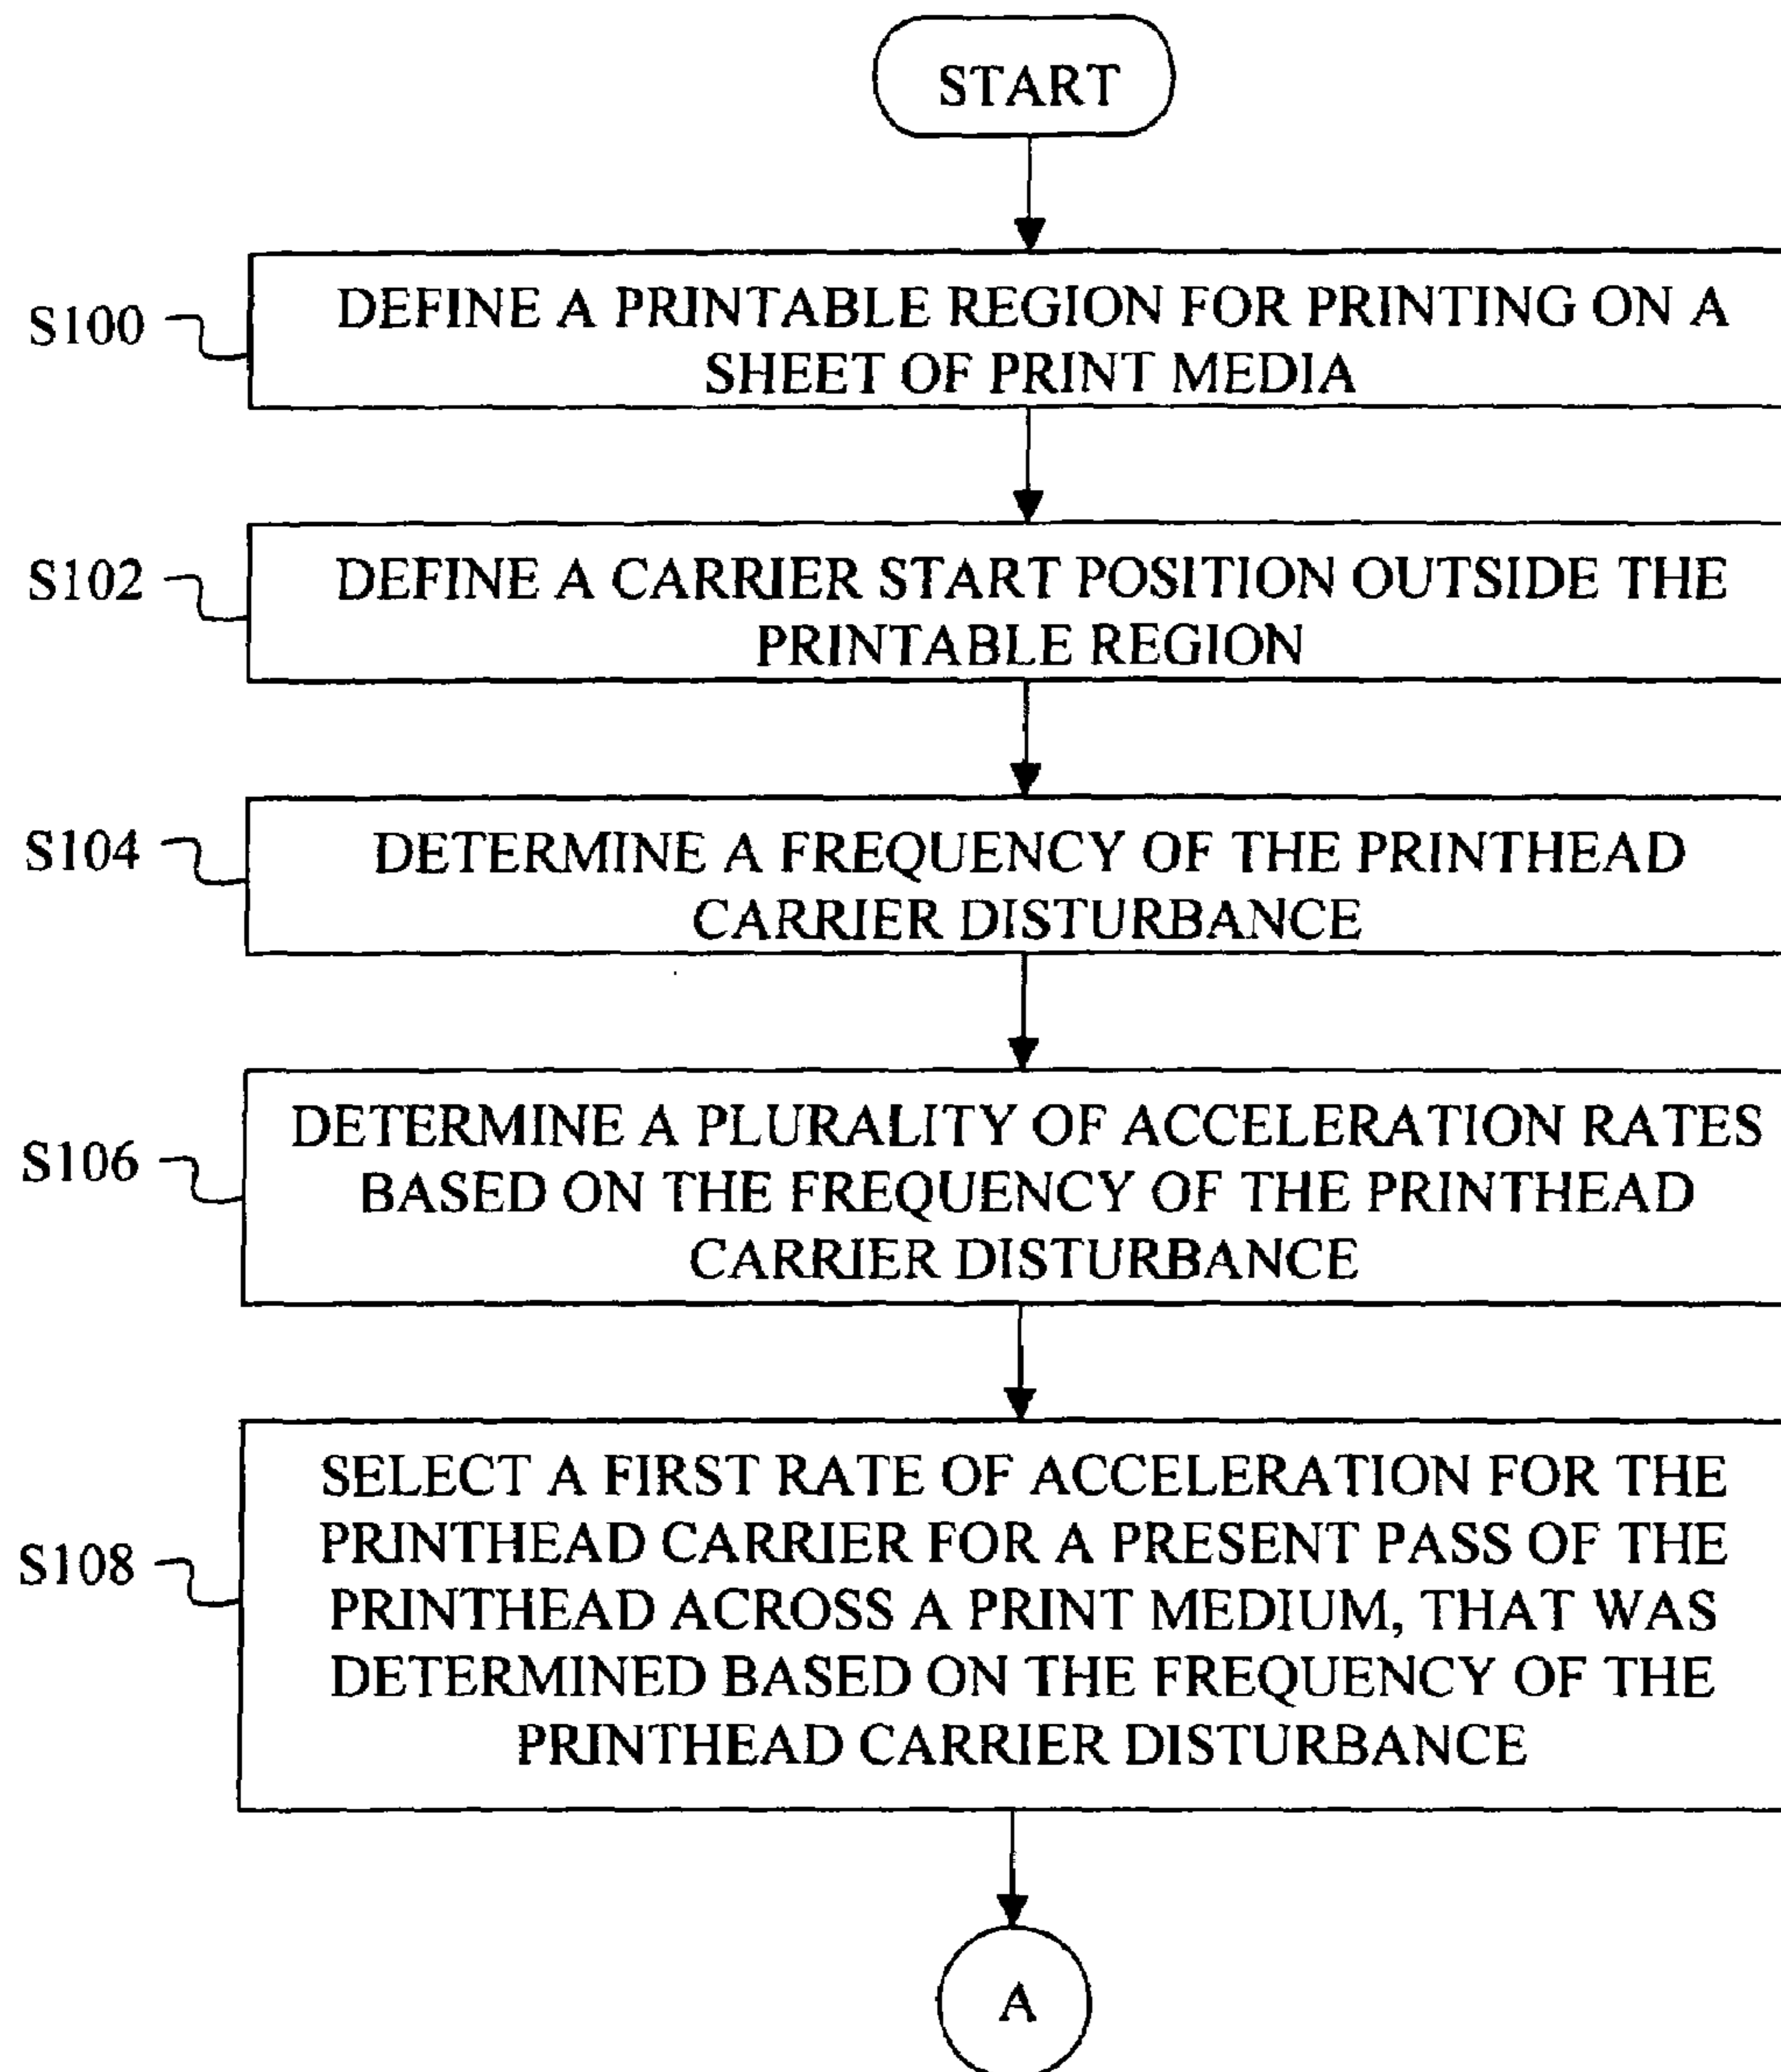 START
S100
DEFINE A PRINTABLE REGION FOR PRINTING ON A
SHEET OF PRINT MEDIA
S102
DEFINE A CARRIER START POSITION OUTSIDE THE
PRINTABLE REGION
S104
DETERMINE A FREQUENCY OF THE PRINTHEAD
CARRIER DISTURBANCE
S106
DETERMINE A PLURALITY OF ACCELERATION RATES
BASED ON THE FREQUENCY OF THE PRINTHEAD
CARRIER DISTURBANCE
S108
SELECT A FIRST RATE OF ACCELERATION FOR THE
PRINTHEAD CARRIER FOR A PRESENT PASS OF THE
PRINTHEAD ACROSS A PRINT MEDIUM, THAT WAS
DETERMINED BASED ON THE FREQUENCY OF THE
PRINTHEAD CARRIER DISTURBANCE
A